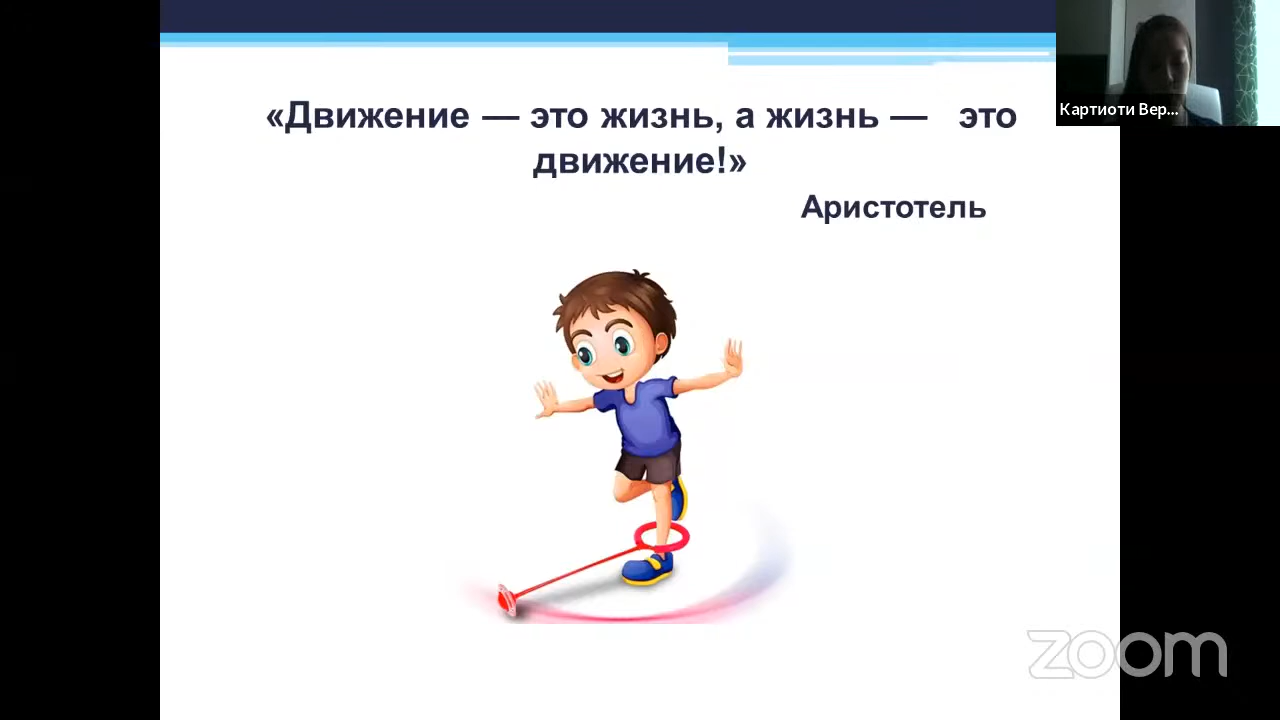 «Движение — это жизнь, а жизнь — это
движение!»
Аристотель
Картиоти Вер...
zoom